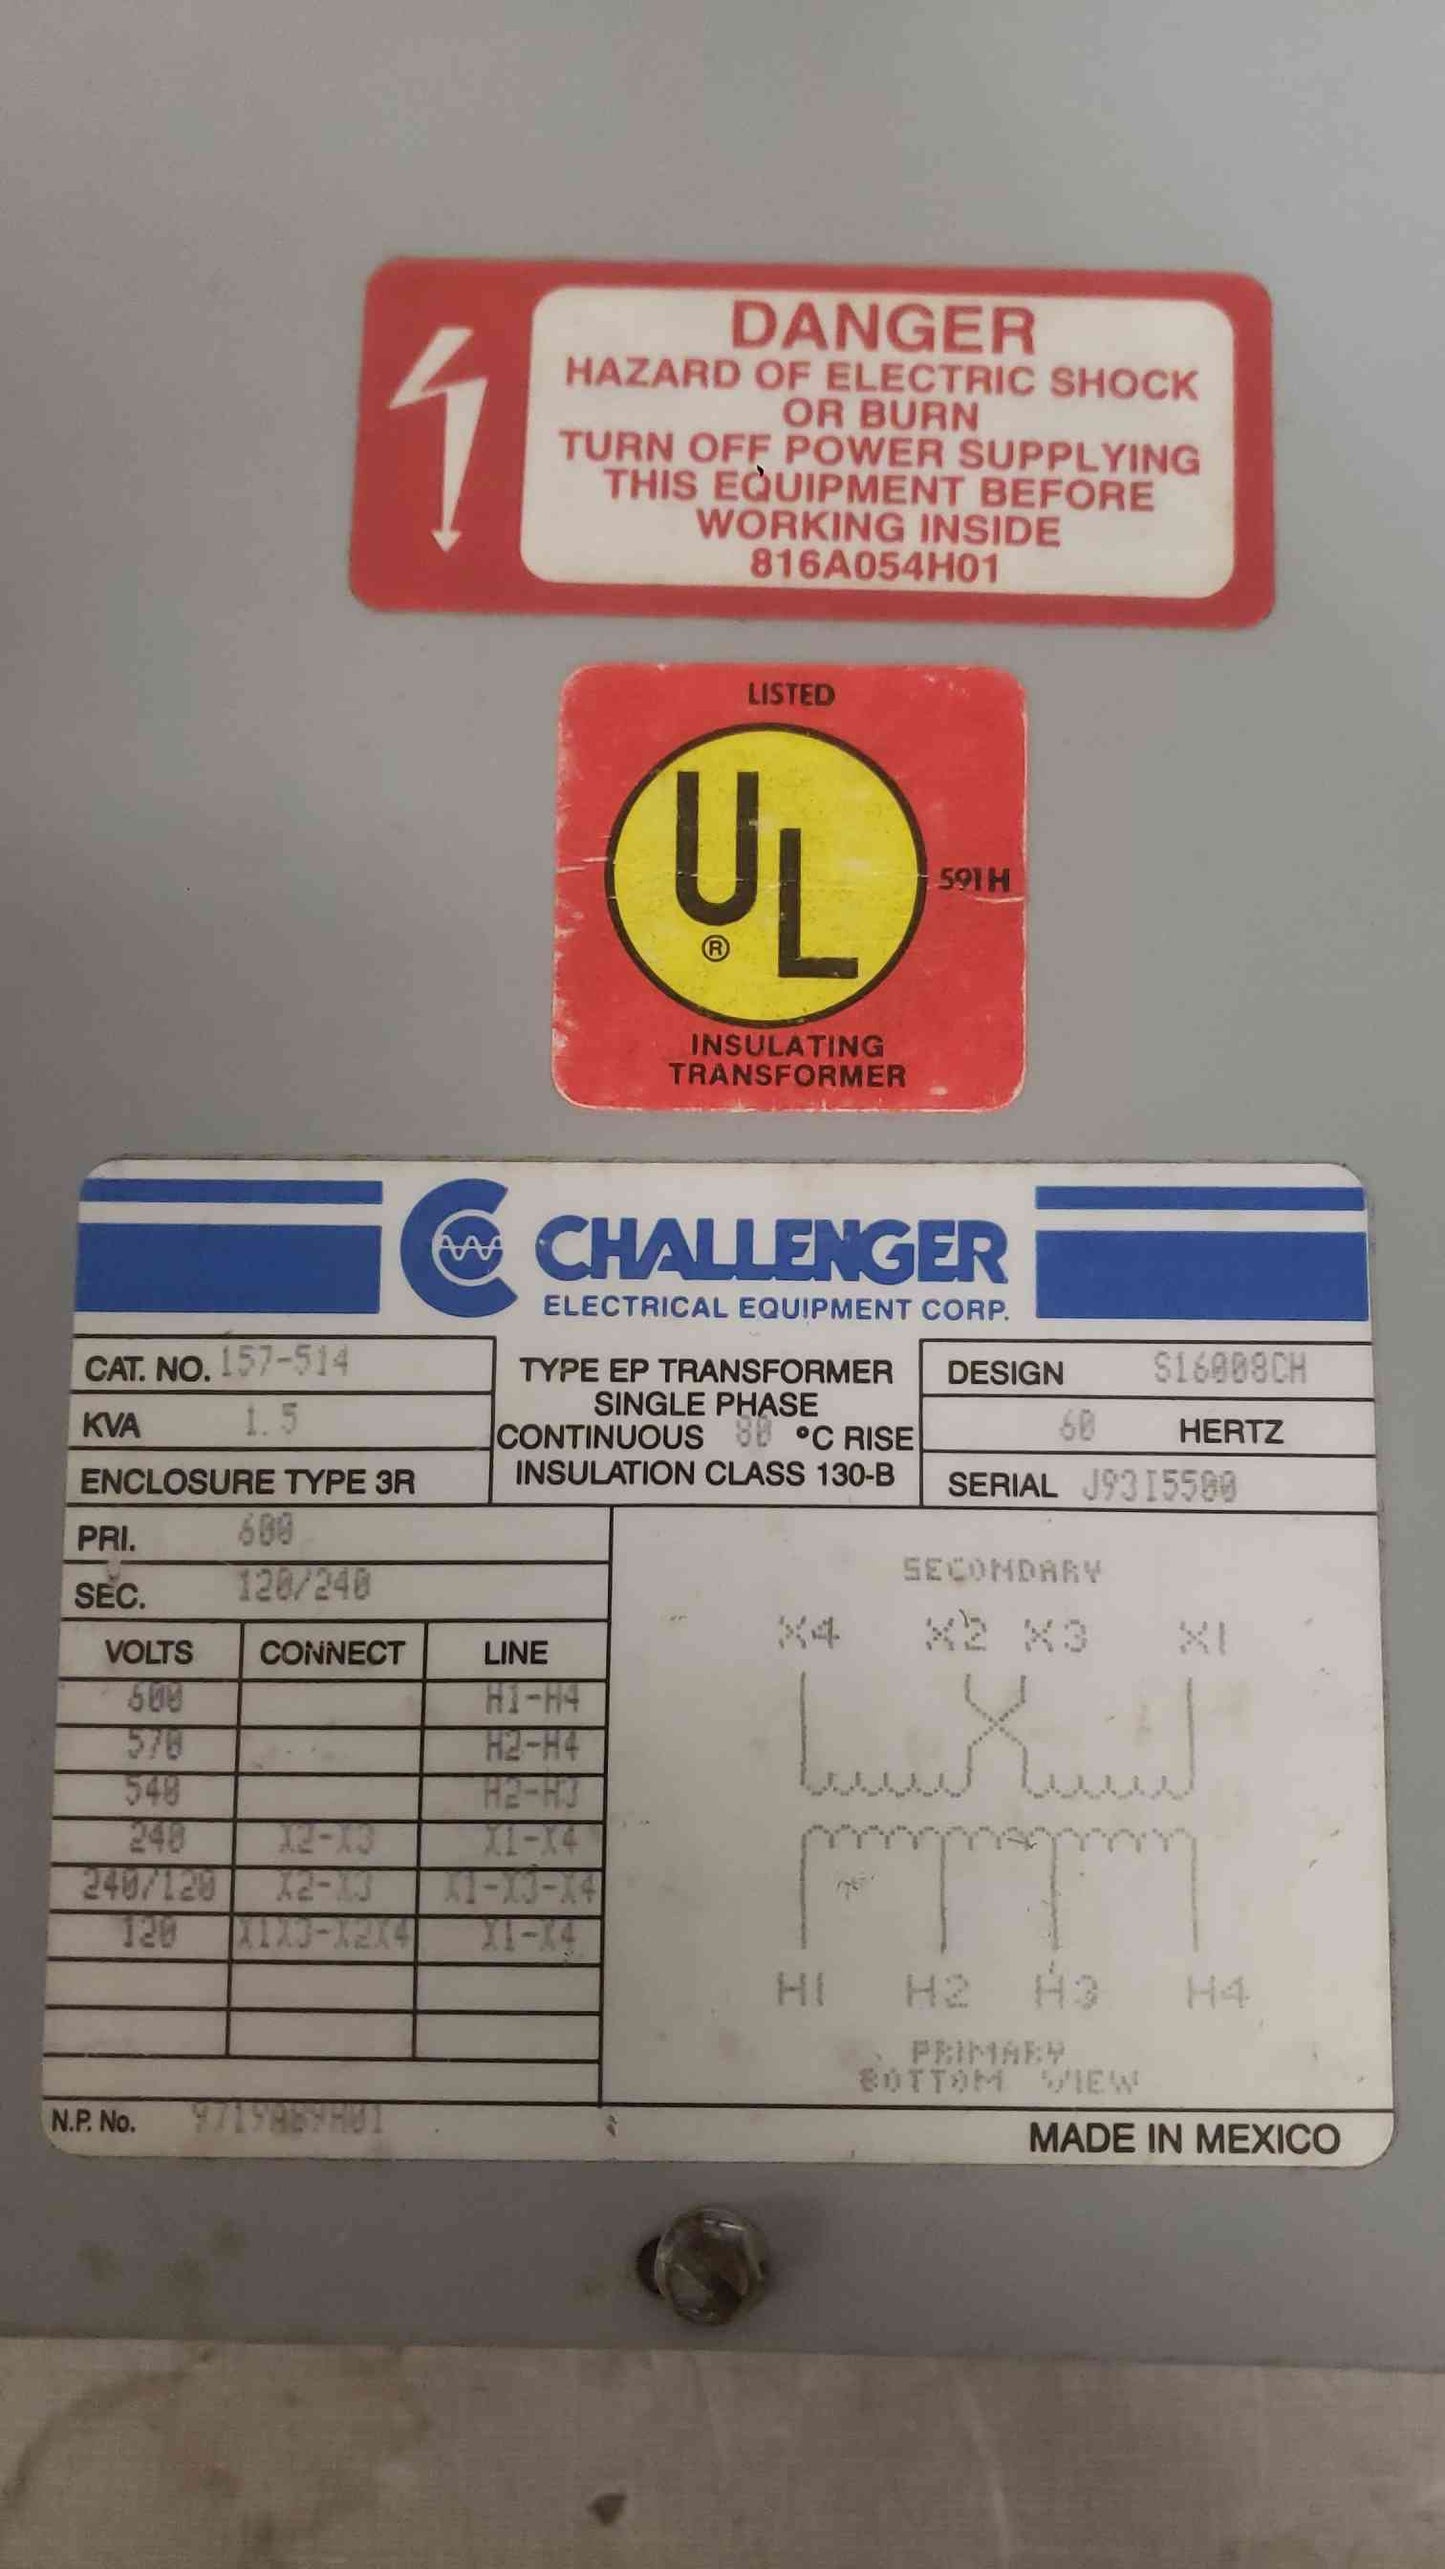 DANGER
HAZARD OF ELECTRIC SHOCK
OR BURN
TURN OFF POWER SUPPLYING
THIS EQUIPMENT BEFORE
WORKING INSIDE
816A054H01
LISTED
UL
®
591H
INSULATING
TRANSFORMER
CHALLENGER
ELECTRICAL EQUIPMENT CORP.
CAT. NO. 157-514
KVA 1.5
ENCLOSURE TYPE 3R
TYPE EP TRANSFORMER
SINGLE PHASE
CONTINUOUS 80 °C RISE
INSULATION CLASS 130-B
DESIGN S16008CH
60 HERTZ
SERIAL J93I5500
PRI. 600
SEC. 120/240
VOLTS CONNECT LINE
600 H1-H4
570 H2-H4
540 H2-H3
240 X2-X3 X1-X4
240/120 X2-X3 X1-X3-X4
120 X1X3-X2X4 X1-X4
SECONDARY
X4 X2 X3 X1
H1 H2 H3 H4
PRIMARY
BOTTOM VIEW
N.P. No.
MADE IN MEXICO